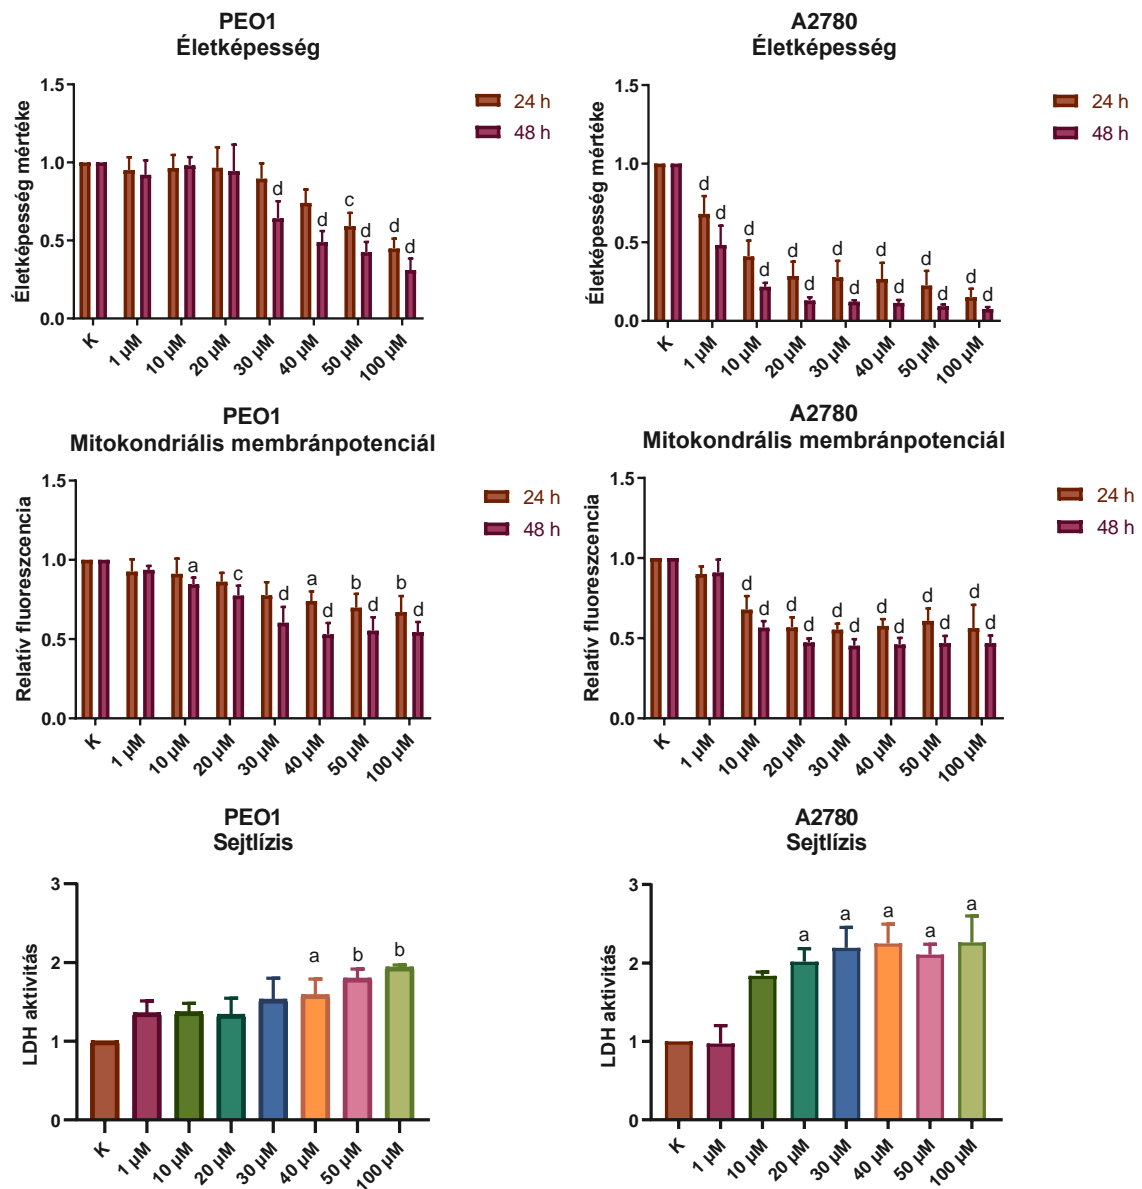 PEO1
Életképesség
Életképesség mértéke
1.5
1.0
0.5
0.0
d
d
c
d
d
d
K
1 µM
10 µM
20 µM
30 µM
40 µM
50 µM
100 µM
24 h
48 h
A2780
Életképesség
Életképesség mértéke
1.5
1.0
0.5
0.0
d
d
d
d
d
d
d
d
d
d
d
d
d
d
K
1 µM
10 µM
20 µM
30 µM
40 µM
50 µM
100 µM
24 h
48 h
PEO1
Mitokondriális membránpotenciál
Relatív fluoreszcencia
1.5
1.0
0.5
0.0
a
c
d
a
d
b
d
b
d
K
1 µM
10 µM
20 µM
30 µM
40 µM
50 µM
100 µM
24 h
48 h
A2780
Mitokondrális membránpotenciál
Relatív fluoreszcencia
1.5
1.0
0.5
0.0
d
d
d
d
d
d
d
d
d
d
d
d
K
1 µM
10 µM
20 µM
30 µM
40 µM
50 µM
100 µM
24 h
48 h
PEO1
Sejtlízis
LDH aktivitás
3
2
1
0
a
b
b
K
1 µM
10 µM
20 µM
30 µM
40 µM
50 µM
100 µM
A2780
Sejtlízis
LDH aktivitás
3
2
1
0
a
a
a
a
a
K
1 µM
10 µM
20 µM
30 µM
40 µM
50 µM
100 µM